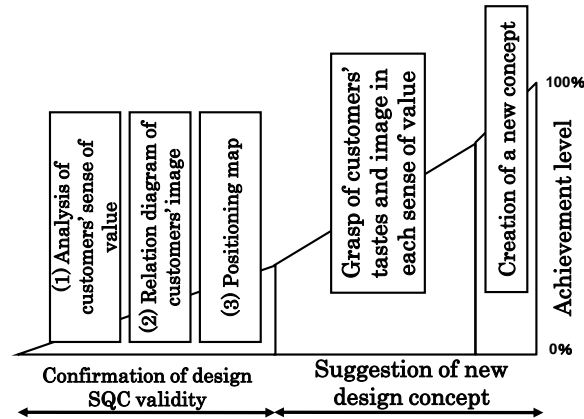 (1) Analysis of
customers' sense of
value
(2) Relation diagram of
customers' image
(3) Positioning map
Grasp of customers'
tastes and image in
each sense of value
Creation of a new concept
100%
Achievement level
0%
Confirmation of design
SQC validity
Suggestion of new
design concept